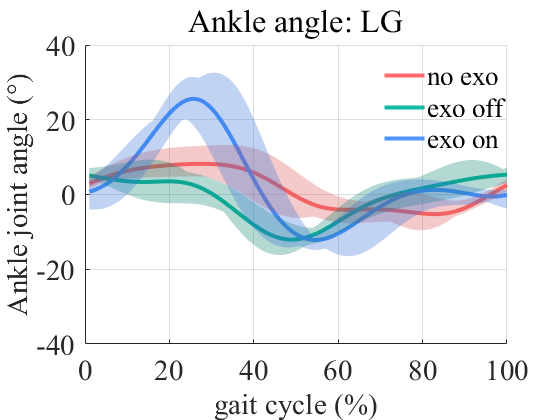 Ankle angle: LG
Ankle joint angle (°)
40
20
0
-20
-40
no exo
exo off
exo on
0 20 40 60 80 100
gait cycle (%)